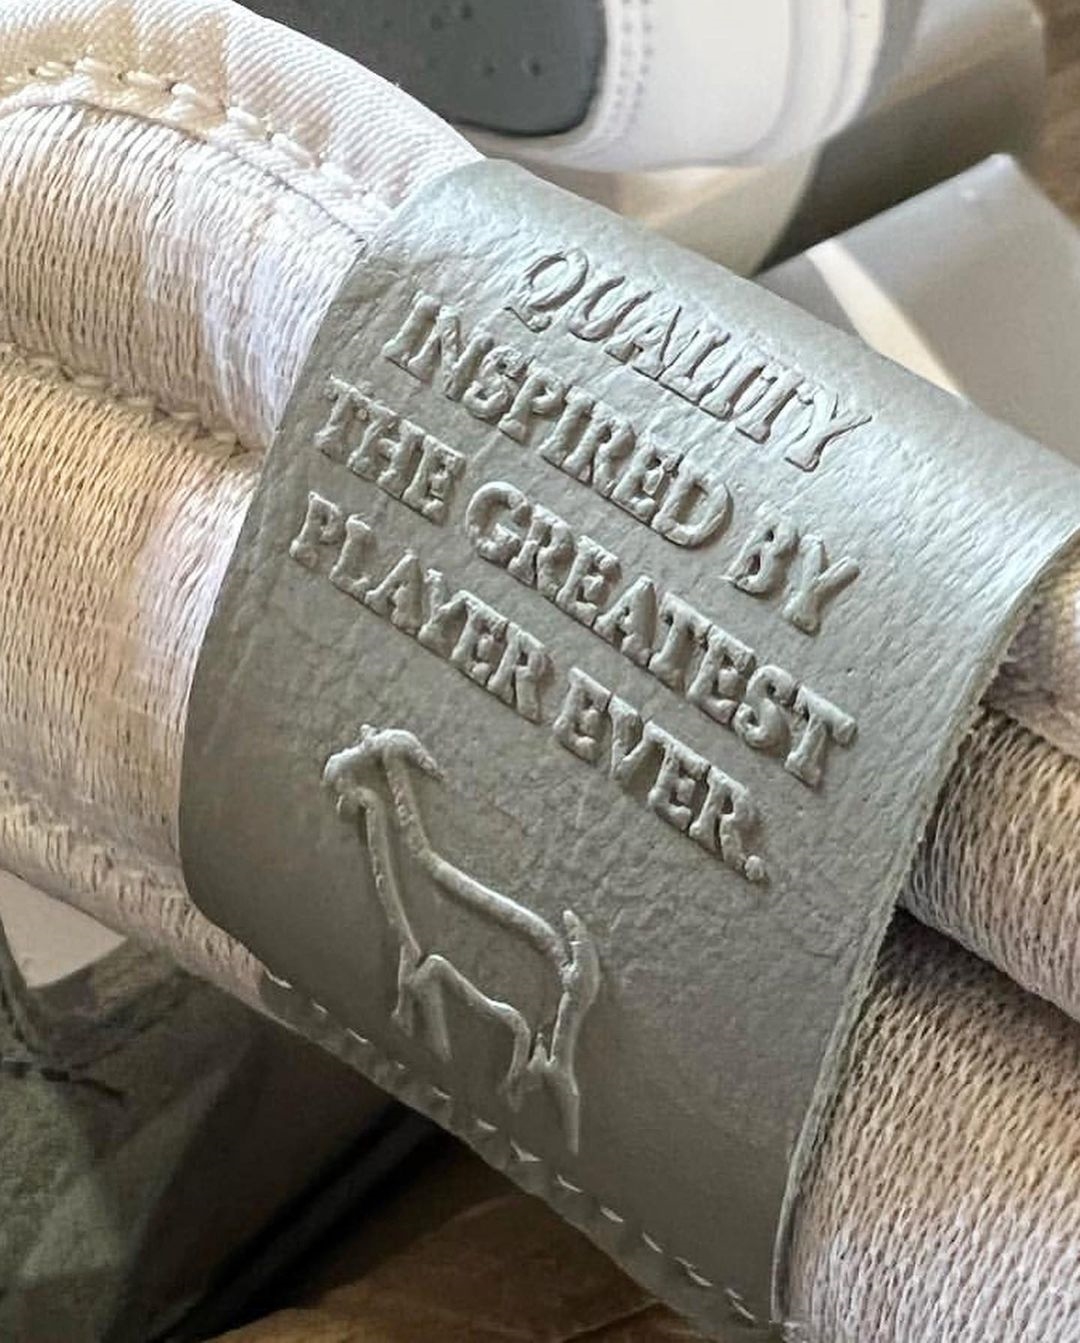 QUALITY
INSPIRED BY
THE GREATEST
PLAYER EVER.